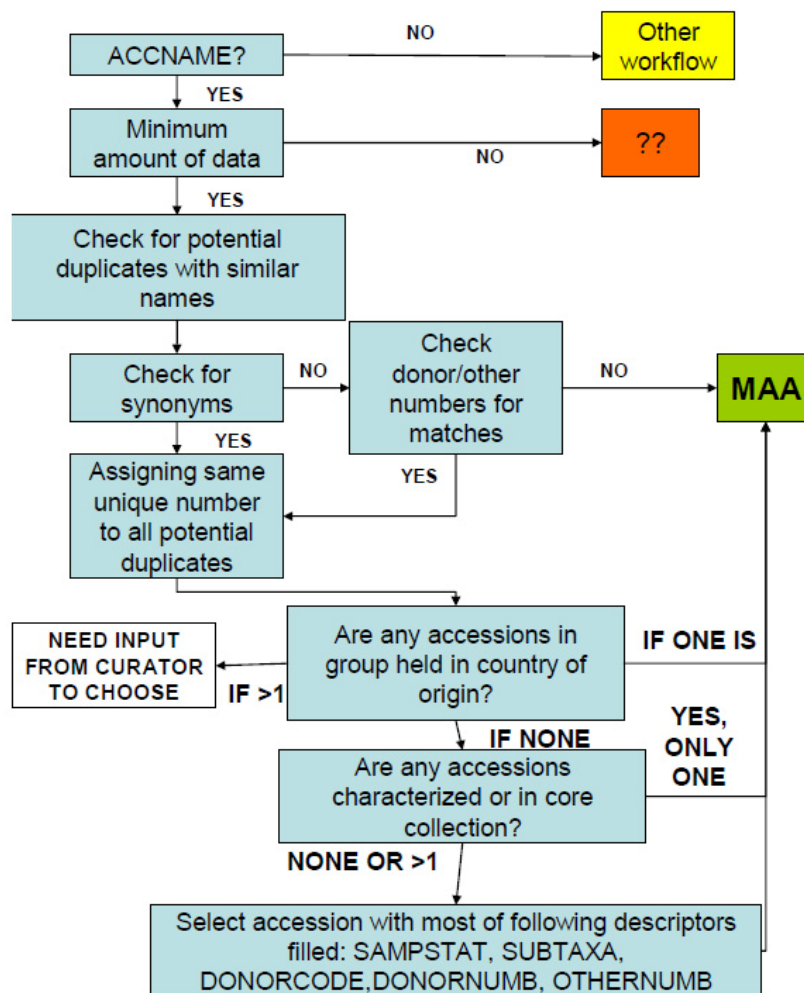 ACCNAME?
NO
Other
workflow
YES
Minimum
amount of data
NO
??
YES
Check for potential
duplicates with similar
names
Check for
synonyms
NO
Check
donor/other
numbers for
matches
NO
MAA
YES
YES
Assigning same
unique number
to all potential
duplicates
NEED INPUT
FROM CURATOR
TO CHOOSE
IF >1
Are any accessions in
group held in country of
origin?
IF ONE IS
IF NONE
YES,
ONLY
ONE
Are any accessions
characterized or in core
collection?
NONE OR >1
Select accession with most of following descriptors
filled: SAMPSTAT, SUBTAXA,
DONORCODE,DONORNUMB, OTHERNUMB